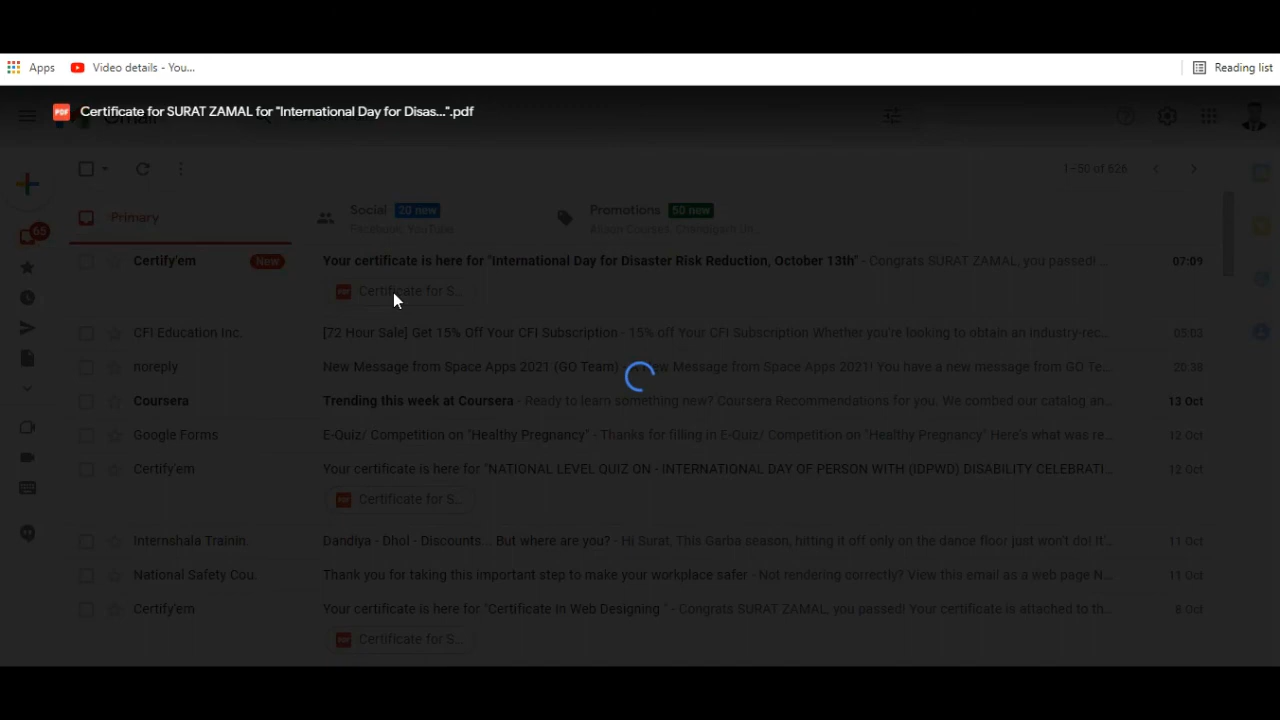 Apps
Video details - You...
Reading list
Certificate for SURAT ZAMAL for "International Day for Disas...".pdf
Gmail
1–50 of 626
65
Primary
Social 20 new
Facebook, YouTube
Promotions 50 new
Certify'em New Your certificate is here for "International Day for Disaster Risk Reduction, October 13th" - Congrats SURAT ZAMAL, you passed! ... 07:09
PDF Certificate for S...
CFI Education Inc. [72 Hour Sale] Get 15% Off Your CFI Subscription - 15% off Your CFI Subscription Whether you're looking to obtain an industry-rec... 05:02
noreply New Message from Space Apps 2021 (GO Team) - New Message from Space Apps 2021! You have a new message from GO Te... 20:38
Coursera Trending this week at Coursera - Ready to learn something new? Coursera Recommendations for you. We combed our catalog an... 13 Oct
Google Forms E-Quiz/ Competition on "Healthy Pregnancy" - Thanks for filling in E-Quiz/ Competition on "Healthy Pregnancy" Here's what was re... 12 Oct
Certify'em Your certificate is here for "NATIONAL LEVEL QUIZ ON - INTERNATIONAL DAY OF PERSON WITH (IDPWD) DISABILITY CELEBRATI... 12 Oct
PDF Certificate for S...
Internshala Trainin. Dandiya - Dhol - Discounts... But where are you? - Hi Surat, This Garba season, hitting it off only on the dance floor just won't do! It'... 11 Oct
National Safety Cou. Thank you for taking this important step to make your workplace safer - Not rendering correctly? View this email as a web page N... 11 Oct
Certify'em Your certificate is here for "Certificate In Web Designing " - Congrats SURAT ZAMAL, you passed! Your certificate is attached to th... 8 Oct
PDF Certificate for S...